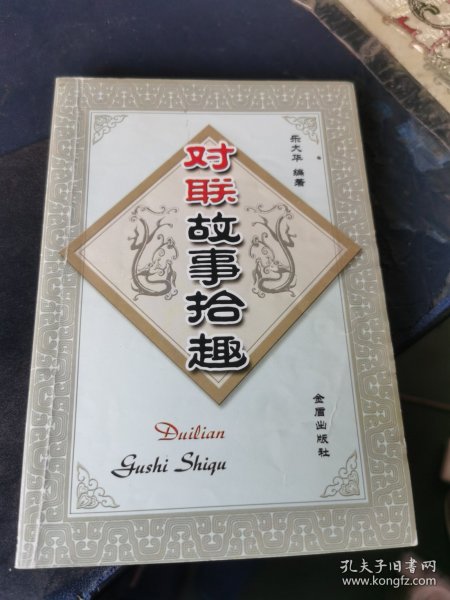 乐大华 编著
对联故事拾趣
金盾出版社
Duilian
Gushi Shiqu
孔夫子旧书网
www.kongfz.com